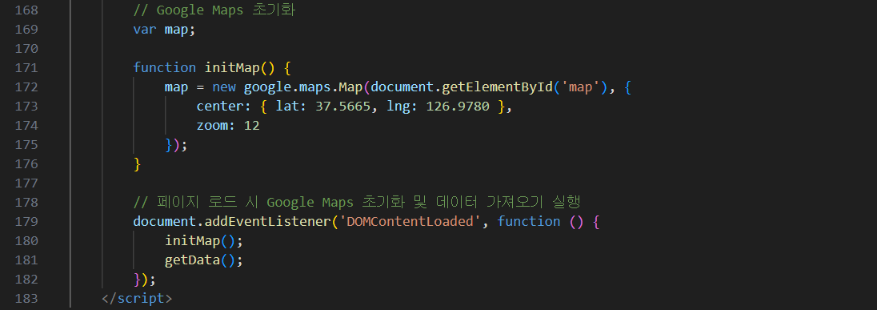 168 // Google Maps 초기화
169 var map;
170
171 function initMap() {
172 map = new google.maps.Map(document.getElementById('map'), {
173 center: { lat: 37.5665, lng: 126.9780 },
174 zoom: 12
175 });
176 }
177
178 // 페이지 로드 시 Google Maps 초기화 및 데이터 가져오기 실행
179 document.addEventListener('DOMContentLoaded', function () {
180 initMap();
181 getData();
182 });
183 </script>